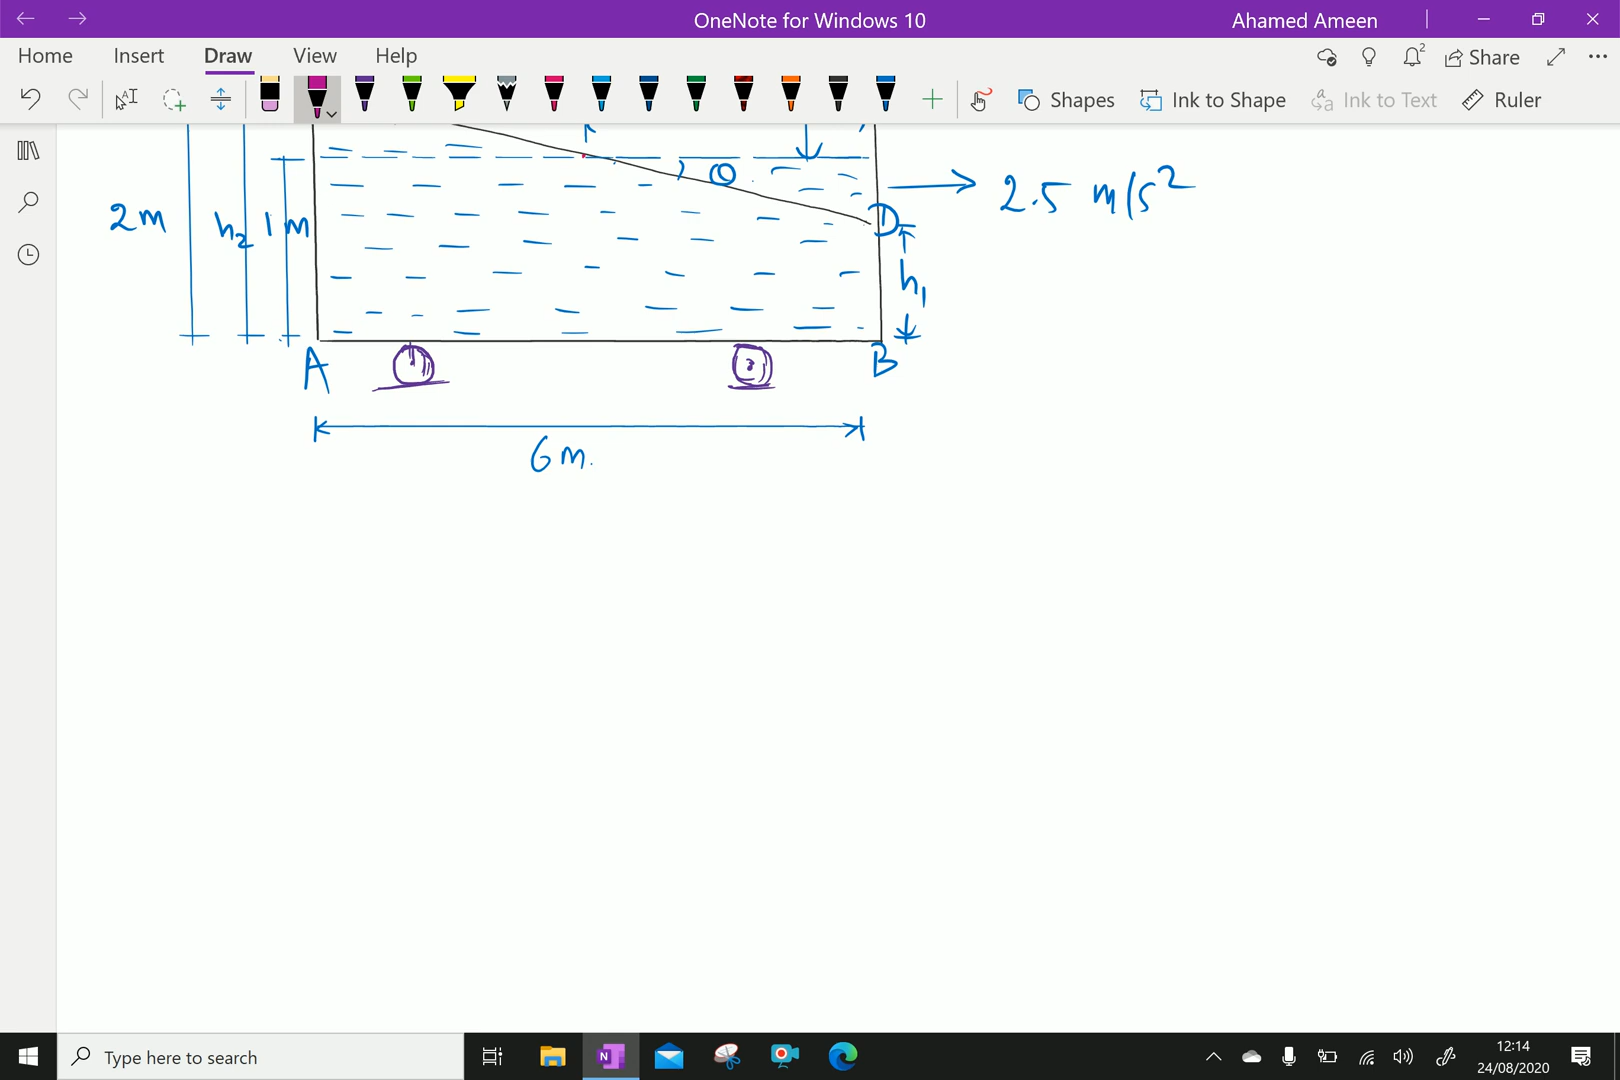 OneNote for Windows 10
Ahamed Ameen
Home Insert Draw View Help
2
Share
Shapes
Ink to Shape
Ink to Text
Ruler
2m
h2
1m
θ
2.5 m/s²
D
h1
A
1
2
B
6m.
Type here to search
12:14
24/08/2020